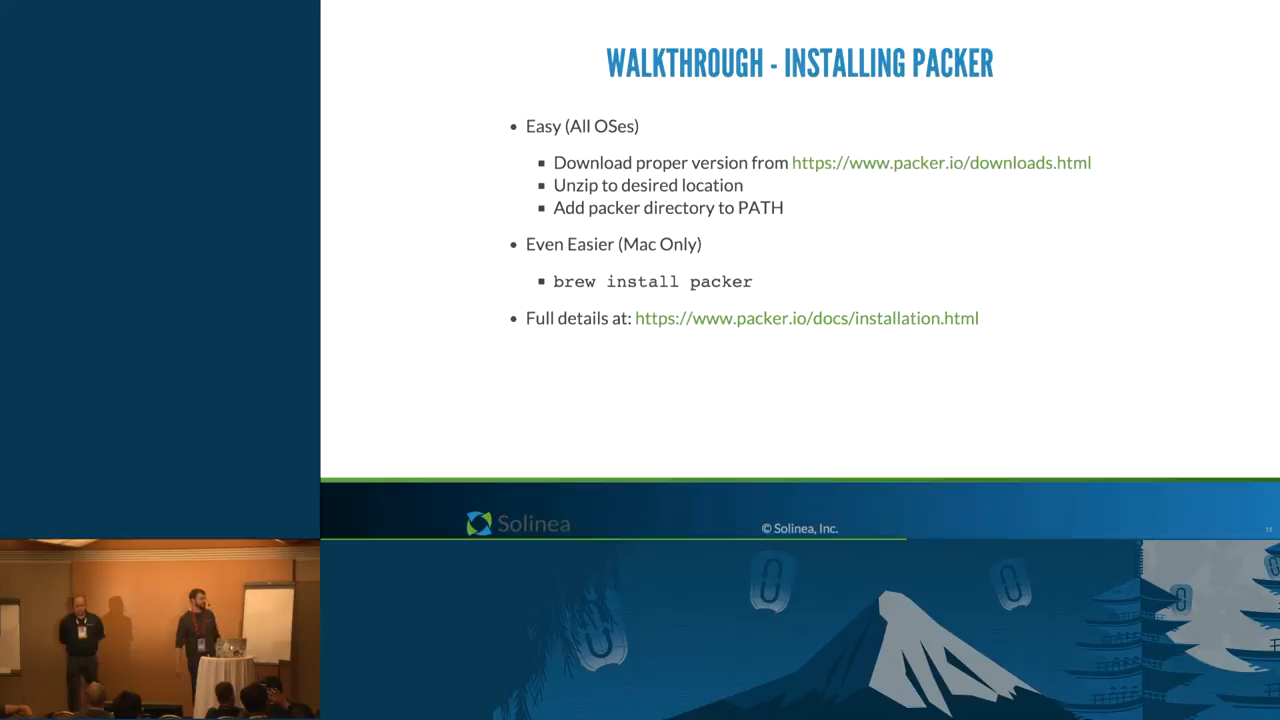 WALKTHROUGH - INSTALLING PACKER
• Easy (All OSes)
▪ Download proper version from https://www.packer.io/downloads.html
▪ Unzip to desired location
▪ Add packer directory to PATH
• Even Easier (Mac Only)
▪ brew install packer
• Full details at: https://www.packer.io/docs/installation.html
Solinea
© Solinea, Inc.